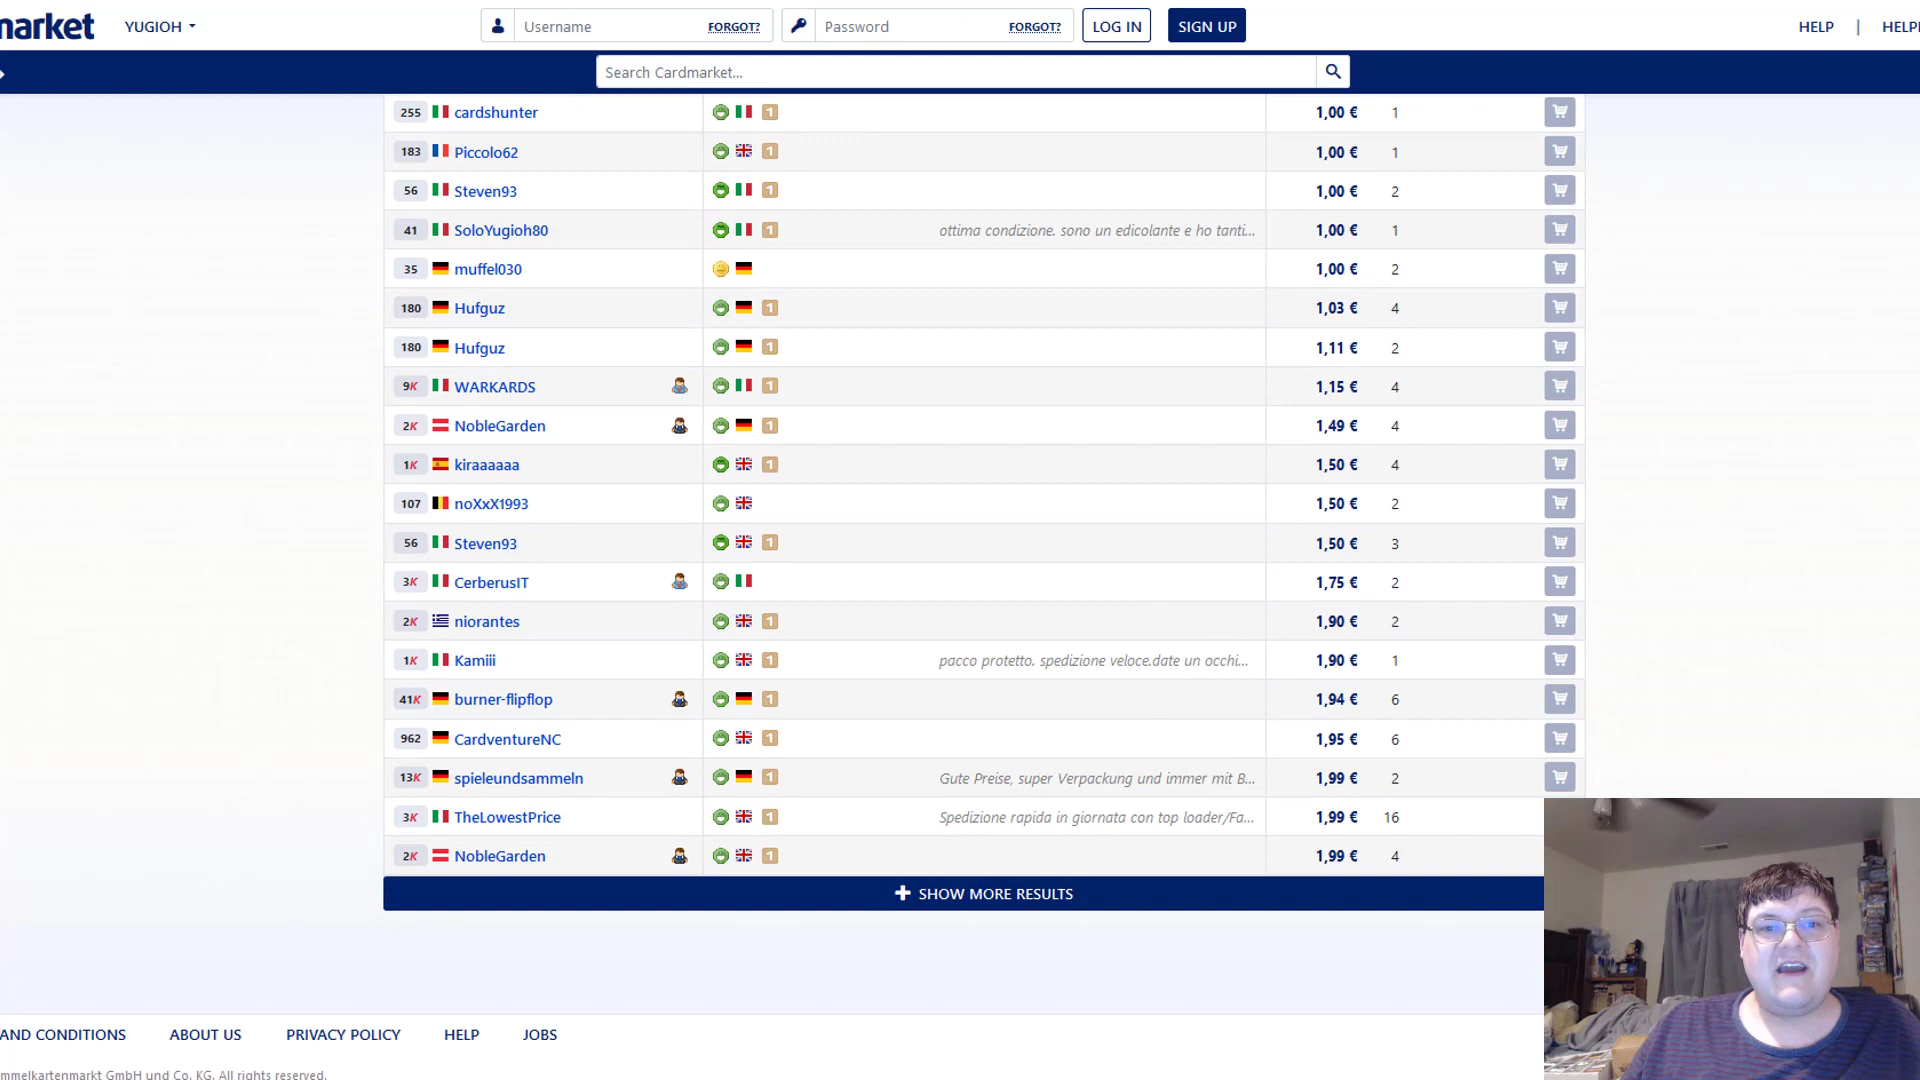 market YUGIOH Username FORGOT? Password FORGOT? LOG IN SIGN UP HELP | HELP
Search Cardmarket...
255 cardshunter 1 1,00 € 1
183 Piccolo62 1 1,00 € 1
56 Steven93 1 1,00 € 2
41 SoloYugioh80 1 ottima condizione. sono un edicolante e ho tanti... 1,00 € 1
35 muffel030 1,00 € 2
180 Hufguz 1 1,03 € 4
180 Hufguz 1 1,11 € 2
9K WARKARDS 1 1,15 € 4
2K NobleGarden 1 1,49 € 4
1K kiraaaaaa 1 1,50 € 4
107 noXxX1993 1,50 € 2
56 Steven93 1 1,50 € 3
3K CerberusIT 1,75 € 2
2K niorantes 1 1,90 € 2
1K Kamiii 1 pacco protetto. spedizione veloce.date un occhi... 1,90 € 1
41K burner-flipflop 1 1,94 € 6
962 CardventureNC 1 1,95 € 6
13K spieleundsammeln 1 Gute Preise, super Verpackung und immer mit B... 1,99 € 2
3K TheLowestPrice 1 Spedizione rapida in giornata con top loader/Fa... 1,99 € 16
2K NobleGarden 1 1,99 € 4
SHOW MORE RESULTS
AND CONDITIONS ABOUT US PRIVACY POLICY HELP JOBS
mmelkartenmarkt GmbH und Co. KG. All rights reserved.